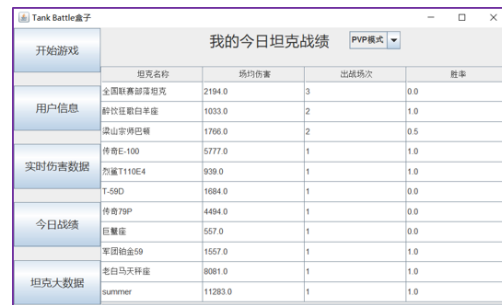 Tank Battle盒子
开始游戏
用户信息
实时伤害数据
今日战绩
坦克大数据
我的今日坦克战绩 PVP模式
坦克名称 场均伤害 出战场次 胜率
全国联赛部落坦克 2194.0 3 0.0
醉饮狂歌白羊座 1033.0 2 1.0
梁山宗师巴顿 1766.0 2 0.5
传奇E-100 5777.0 1 1.0
烈鲨T110E4 939.0 1 1.0
T-59D 1684.0 1 0.0
传奇79P 4494.0 1 0.0
巨蟹座 557.0 1 0.0
军团铂金59 1557.0 1 1.0
老白马天秤座 8081.0 1 1.0
summer 11283.0 1 1.0